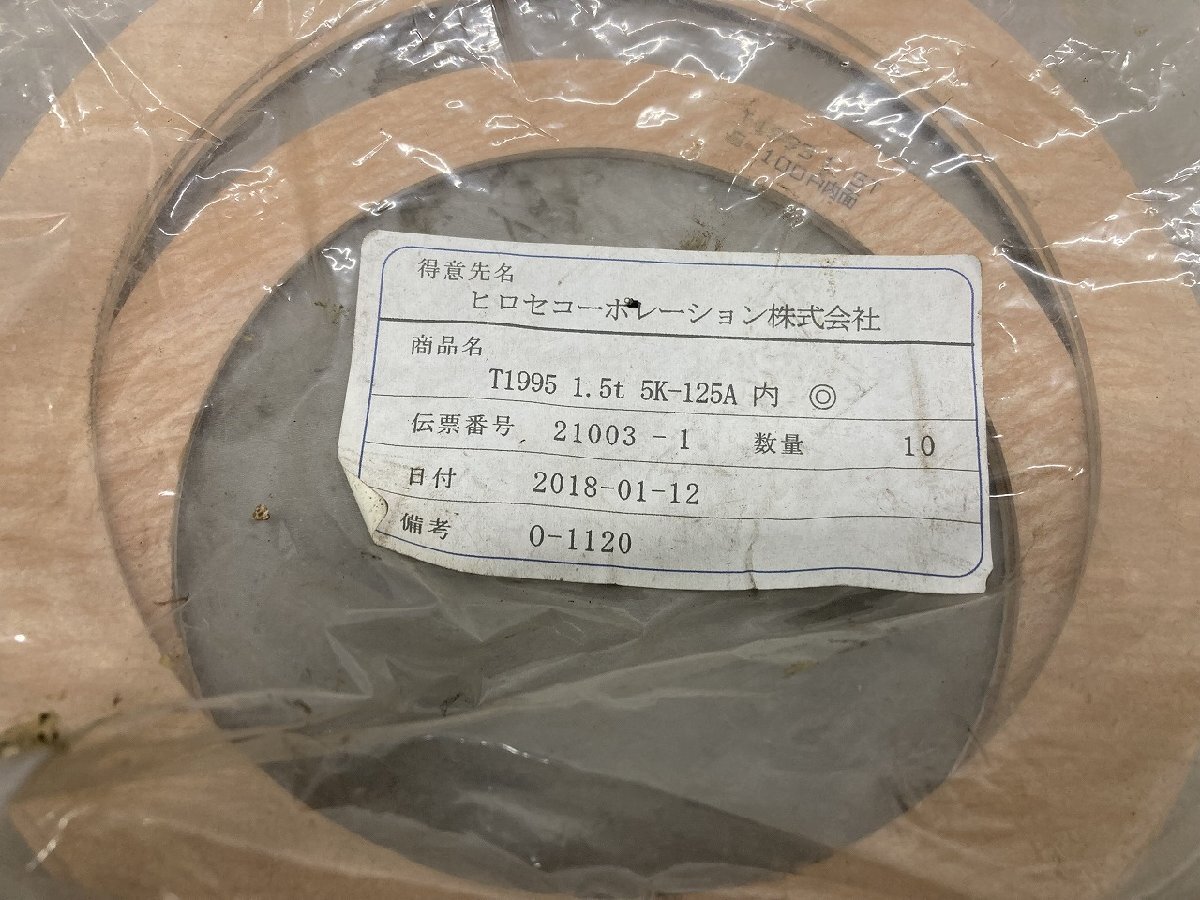 得意先名
ヒロセコーポレーション株式会社
商品名
T1995 1.5t 5K-125A 内 ◎
伝票番号 21003-1 数量 10
日付 2018-01-12
備考 O-1120